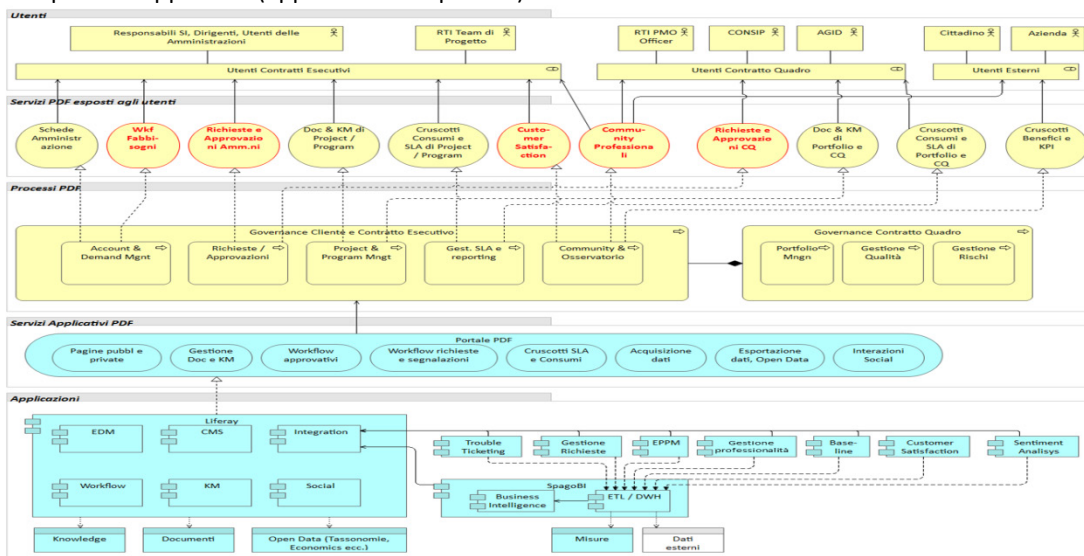 Utenti
Responsabili SI, Dirigenti, Utenti delle
Amministrazioni
RTI Team di
Progetto
RTI PMO
Officer
CONSIP
AGID
Cittadino
Azienda
Utenti Contratti Esecutivi
Utenti Contratto Quadro
Utenti Esterni
Servizi PDF esposti agli utenti
Schede
Amministr
azione
Wkf
Fabbi-
sogni
Richieste e
Approvazio
ni Amm.ni
Doc & KM di
Project /
Program
Cruscotti
Consumi e
SLA di Project
/ Program
Custo-
mer
Satisfa-
ction
Commu-
nity
Professiona
li
Richieste e
Approvazio
ni CQ
Doc & KM
di
Portfolio e
CQ
Cruscotti
Consumi e
SLA di
Portfolio e
CQ
Cruscotti
Benefici e
KPI
Processi PDF
Governance Cliente e Contratto Esecutivo
Account &
Demand Mgnt
Richieste /
Approvazioni
Project &
Program Mngt
Gest. SLA e
reporting
Community &
Osservatorio
Governance Contratto Quadro
Portfolio
Mngn
Gestione
Qualità
Gestione
Rischi
Servizi Applicativi PDF
Portale PDF
Pagine pubbl e
private
Gestione
Doc e KM
Workflow
approvativi
Workflow richieste
e segnalazioni
Cruscotti SLA
e Consumi
Acquisizione
dati
Esportazione
dati, Open Data
Interazioni
Social
Applicazioni
Liferay
EDM
CMS
Integration
Workflow
KM
Social
Trouble
Ticketing
Gestione
Richieste
EPPM
Gestione
professionalità
Base-
line
Customer
Satisfaction
Sentiment
Analisys
SpagoBI
Business
Intelligence
ETL / DWH
Knowledge
Documenti
Open Data (Tassonomie,
Economics ecc.)
Misure
Dati
esterni